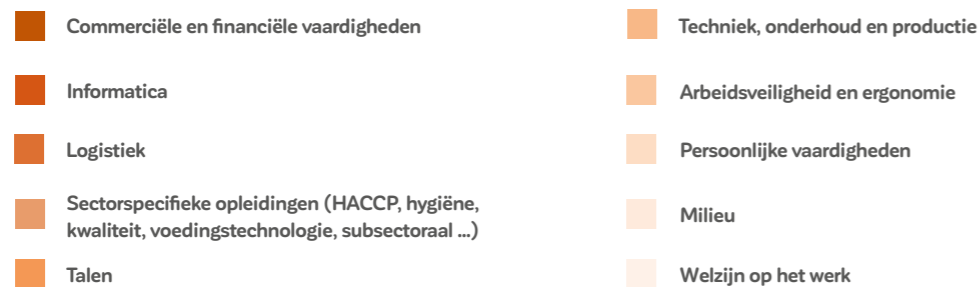 Commerciële en financiële vaardigheden
Informatica
Logistiek
Sectorspecifieke opleidingen (HACCP, hygiëne,
kwaliteit, voedingstechnologie, subsectoraal ...)
Talen
Techniek, onderhoud en productie
Arbeidsveiligheid en ergonomie
Persoonlijke vaardigheden
Milieu
Welzijn op het werk